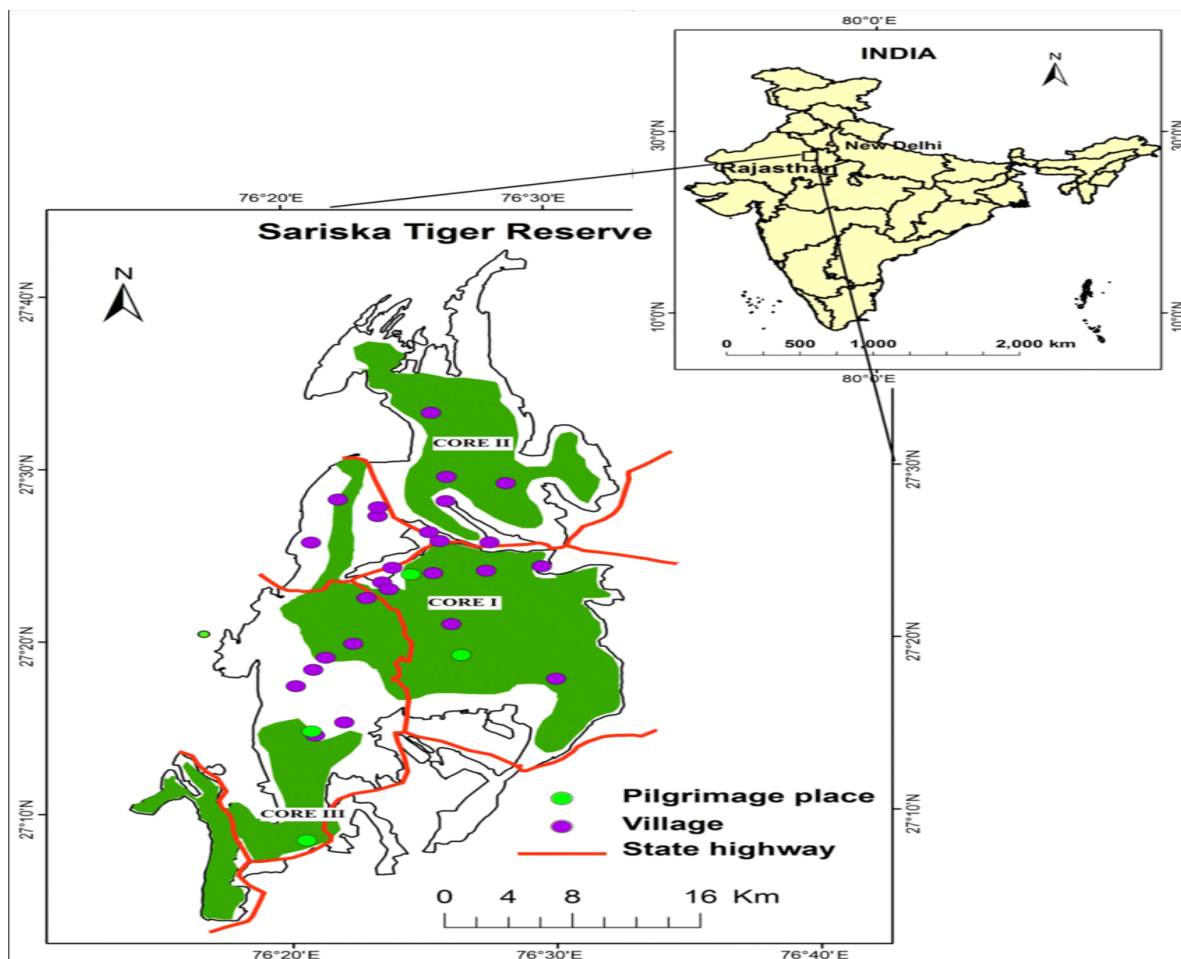 80°0'E
INDIA
N
30°0'N
30°0'N
New Delhi
Rajasthan
10°0'N
10°0'N
0 500 1,000 2,000 km
80°0'E
76°20'E 76°30'E
Sariska Tiger Reserve
N
27°40'N
CORE II
27°30'N
27°30'N
CORE I
27°20'N
27°20'N
CORE III
27°10'N
27°10'N
Pilgrimage place
Village
State highway
0 4 8 16 Km
76°20'E 76°30'E 76°40'E